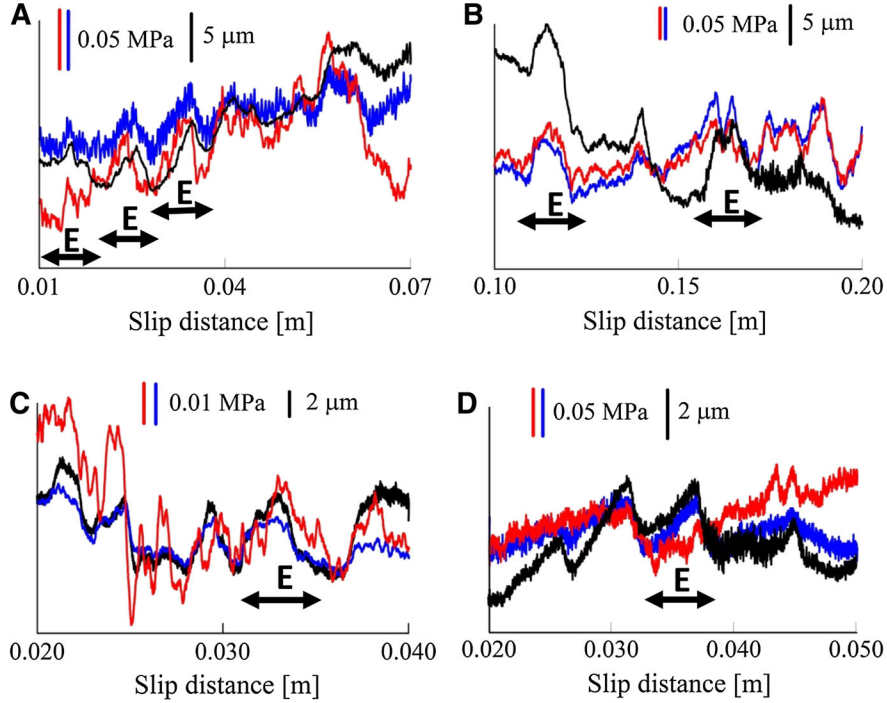 A
0.05 MPa
5 μm
E
E
E
0.01
0.04
0.07
Slip distance [m]
B
0.05 MPa
5 μm
E
E
0.10
0.15
0.20
Slip distance [m]
C
0.01 MPa
2 μm
E
0.020
0.030
0.040
Slip distance [m]
D
0.05 MPa
2 μm
E
0.020
0.030
0.040
0.050
Slip distance [m]